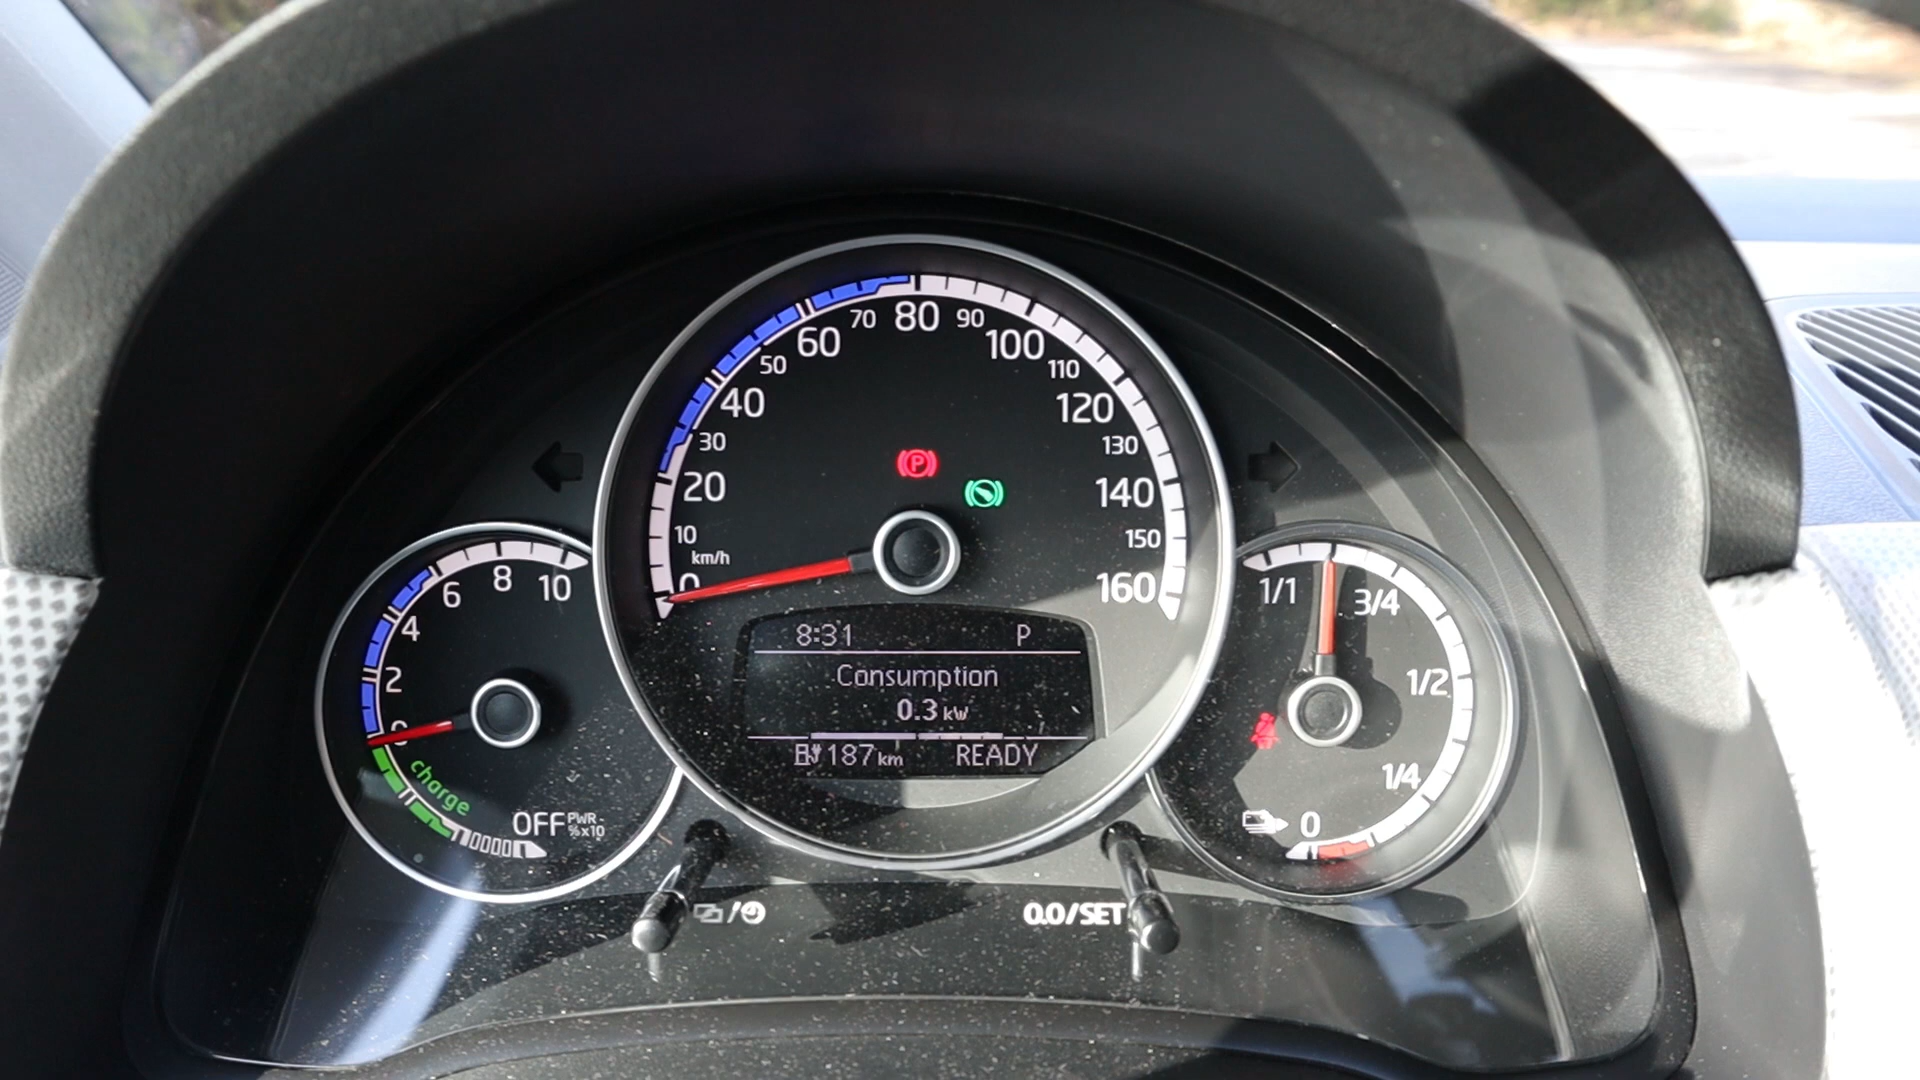 0
10
20
30
40
50
60
70
80
90
100
110
120
130
140
150
160
km/h
P
8:31 P
Consumption
0.3 kW
187 km READY
0
2
4
6
8
10
charge
OFF PWR-
%x10
1/1
3/4
1/2
1/4
0
0.0/SET